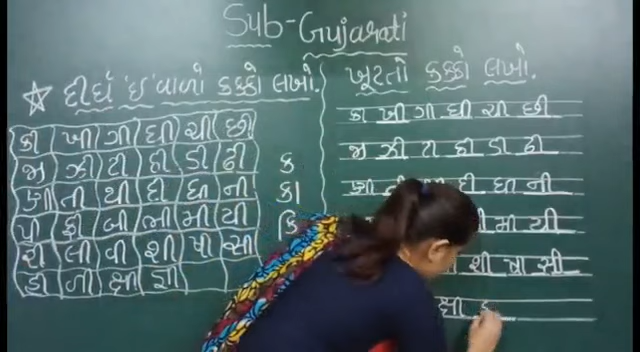 Sub-Gujarati
દીર્ઘ 'ઈ' વાળો કક્કો લખો.
કી ખી ગી ઘી ચી છી
જી ઝી ટી ઠી ડી ઢી
ણી તી થી દી ધી ની
પી ફી બી ભી મી યી
રી લી વી શી ષી સી
હી ળી ક્ષી જ્ઞી
ક
કા
કિ
ખૂટતો કક્કો લખો.
કી ખી ગી ઘી ચી છી
જી ઝી ટી ઠી ડી ઢી
ણી તી દી ધી ની
મી યી
શી ષી સી
ક્ષી